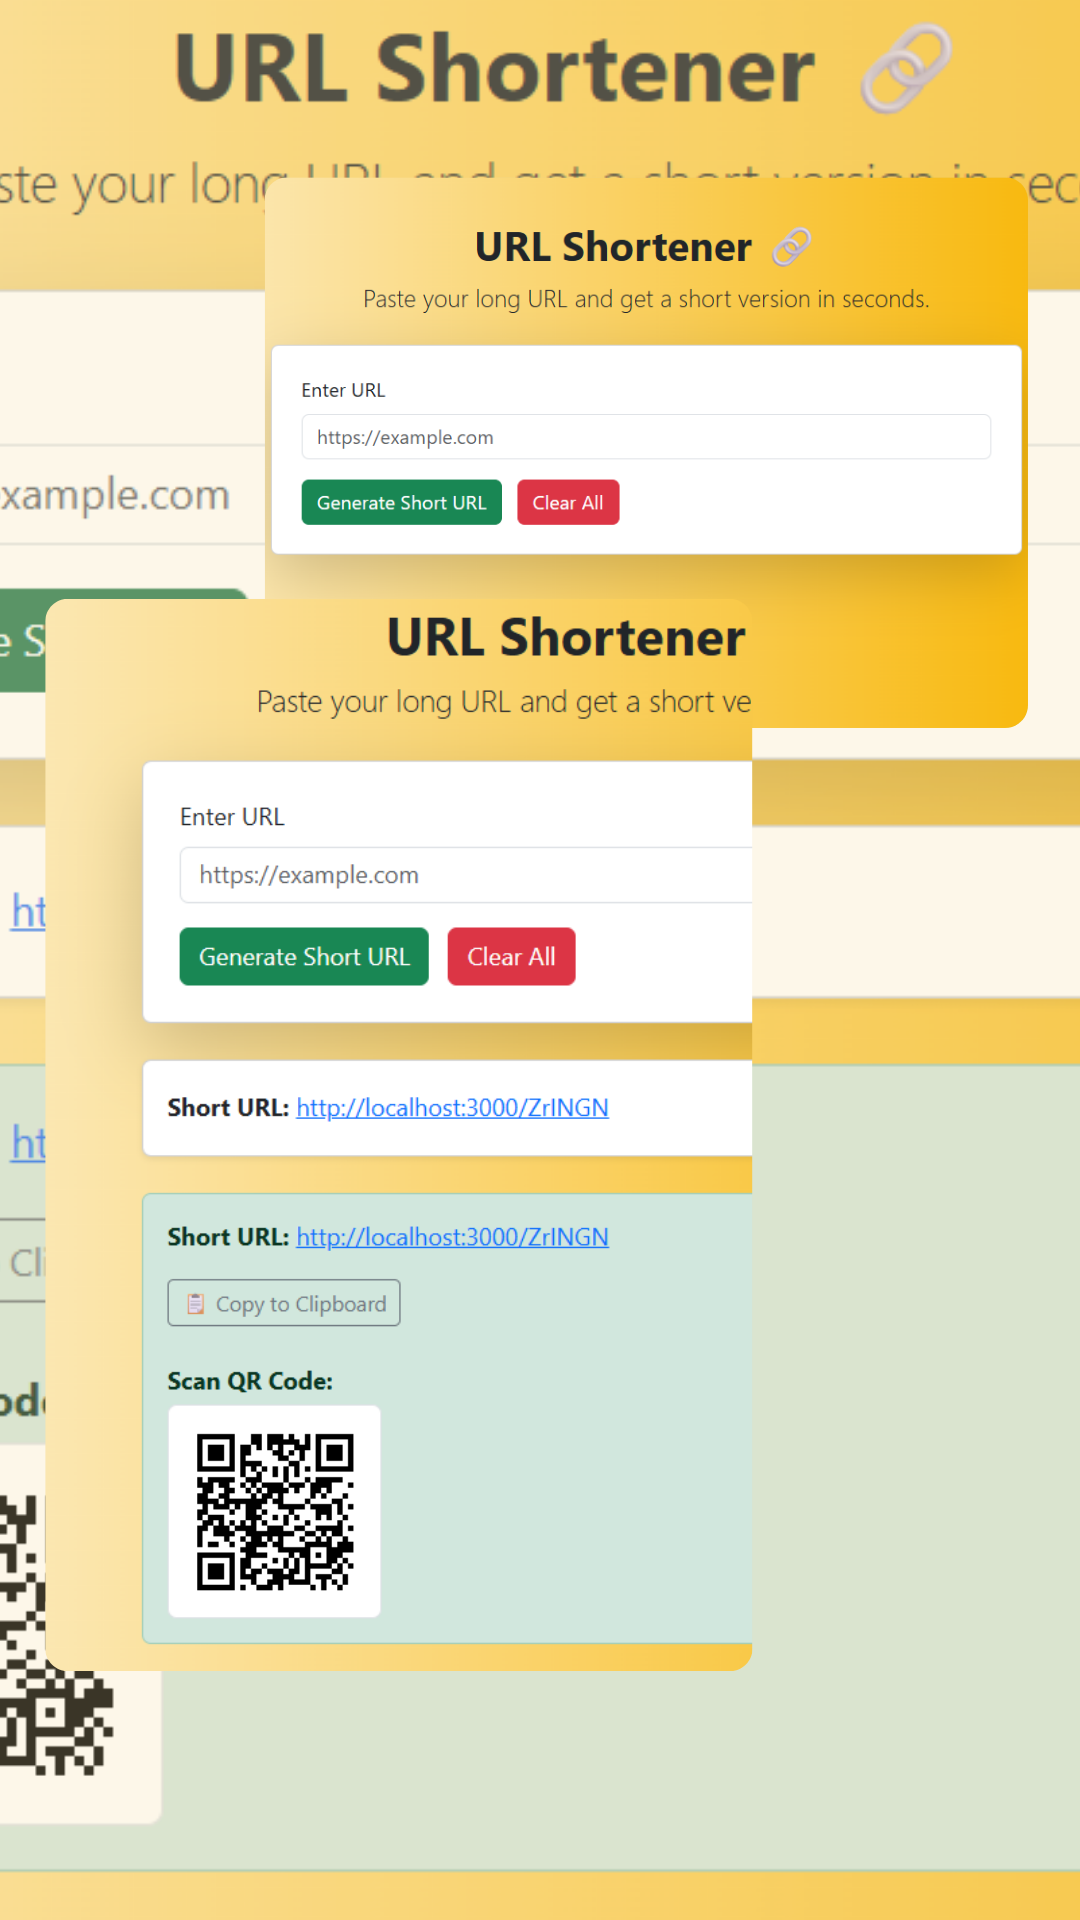 URL Shortener 🔗
ste your long URL and get a short version in sec
URL Shortener 🔗
Paste your long URL and get a short version in seconds.
Enter URL
https://example.com
Generate Short URL Clear All
xample.com
e S
URL Shortener
Paste your long URL and get a short ve
Enter URL
https://example.com
Generate Short URL Clear All
ht
Short URL: http://localhost:3000/ZrINGN
ht
Short URL: http://localhost:3000/ZrINGN
Cli
📋 Copy to Clipboard
ode
Scan QR Code: